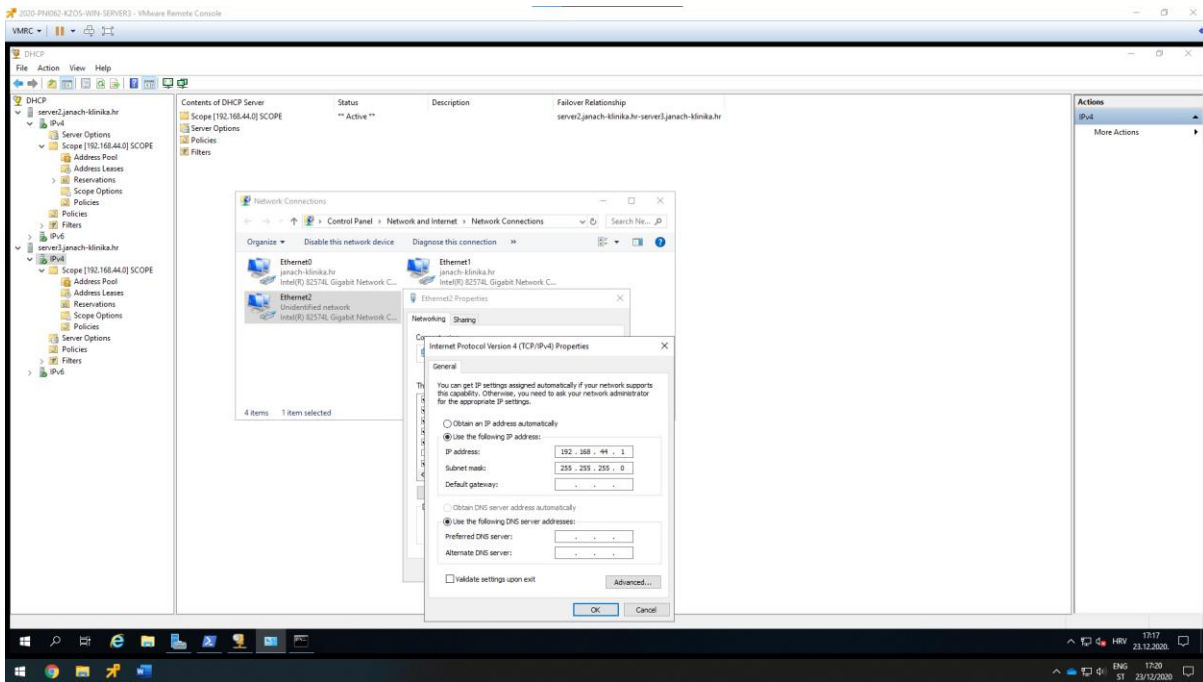 2020-PNI062-KZOS-WIN-SERVER3 - VMware Remote Console
VMRC
DHCP
File Action View Help
DHCP
server2.janach-klinika.hr
IPv4
Server Options
Scope [192.168.44.0] SCOPE
Address Pool
Address Leases
Reservations
Scope Options
Policies
Policies
Filters
IPv6
server3.janach-klinika.hr
IPv4
Scope [192.168.44.0] SCOPE
Address Pool
Address Leases
Reservations
Scope Options
Policies
Server Options
Policies
Filters
IPv6
Contents of DHCP Server Status Description Failover Relationship
Scope [192.168.44.0] SCOPE ** Active ** server2.janach-klinika.hr-server3.janach-klinika.hr
Server Options
Policies
Filters
Actions
IPv4
More Actions
Network Connections
Control Panel Network and Internet Network Connections Search Ne...
Organize Disable this network device Diagnose this connection »
Ethernet0
janach-klinika.hr
Intel(R) 82574L Gigabit Network C...
Ethernet1
janach-klinika.hr
Intel(R) 82574L Gigabit Network C...
Ethernet2
Unidentified network
Intel(R) 82574L Gigabit Network C...
4 items 1 item selected
Ethernet2 Properties
Networking Sharing
Internet Protocol Version 4 (TCP/IPv4) Properties
General
You can get IP settings assigned automatically if your network supports
this capability. Otherwise, you need to ask your network administrator
for the appropriate IP settings.
Obtain an IP address automatically
Use the following IP address:
IP address: 192 . 168 . 44 . 1
Subnet mask: 255 . 255 . 255 . 0
Default gateway: . . .
Obtain DNS server address automatically
Use the following DNS server addresses:
Preferred DNS server: . . .
Alternate DNS server: . . .
Validate settings upon exit
Advanced...
OK Cancel
HRV
17:17
23.12.2020.
ENG
ST
17:20
23/12/2020